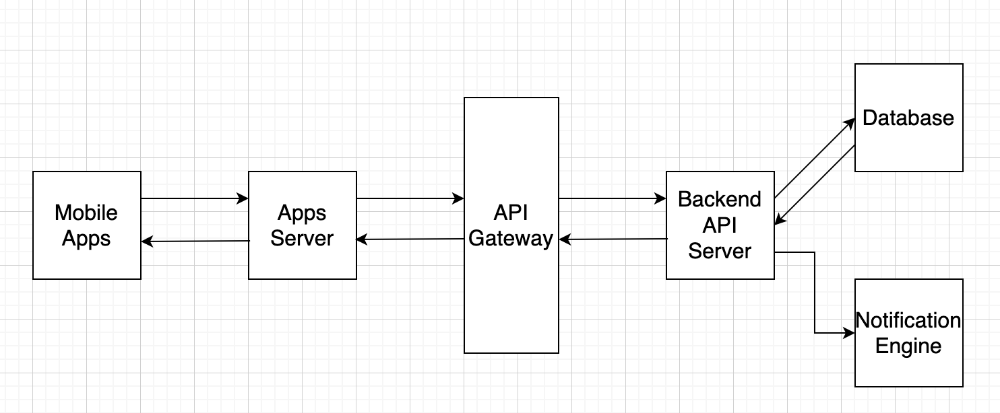 Mobile
Apps
Apps
Server
API
Gateway
Backend
API
Server
Database
Notification
Engine